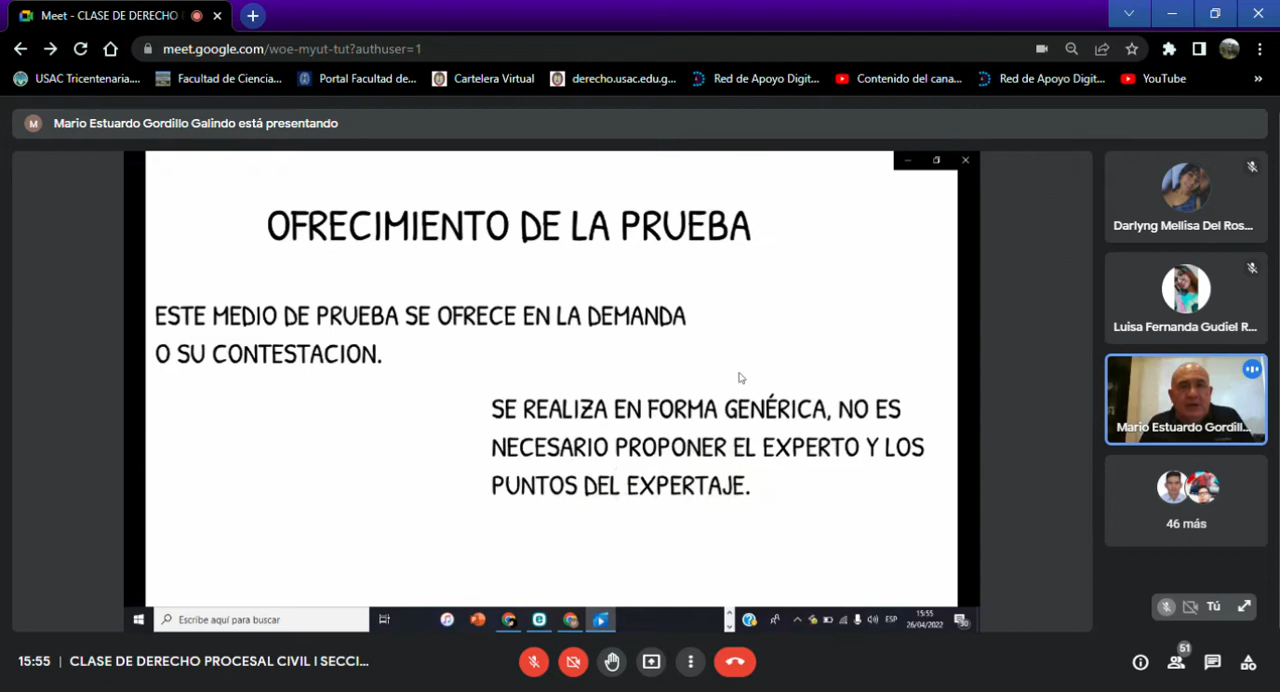 Meet - CLASE DE DERECHO
meet.google.com/woe-myut-tut?authuser=1
USAC Tricentenaria....
Facultad de Ciencia...
Portal Facultad de...
Cartelera Virtual
derecho.usac.edu.g...
Red de Apoyo Digit...
Contenido del cana...
Red de Apoyo Digit...
YouTube
»
M
Mario Estuardo Gordillo Galindo está presentando
OFRECIMIENTO DE LA PRUEBA
ESTE MEDIO DE PRUEBA SE OFRECE EN LA DEMANDA
O SU CONTESTACION.
SE REALIZA EN FORMA GENÉRICA, NO ES
NECESARIO PROPONER EL EXPERTO Y LOS
PUNTOS DEL EXPERTAJE.
Darlyng Mellisa Del Ros...
Luisa Fernanda Gudiel R...
Mario Estuardo Gordill...
46 más
Tú
Escribe aquí para buscar
ESP
15:55
26/04/2022
15:55 | CLASE DE DERECHO PROCESAL CIVIL I SECCI...
51